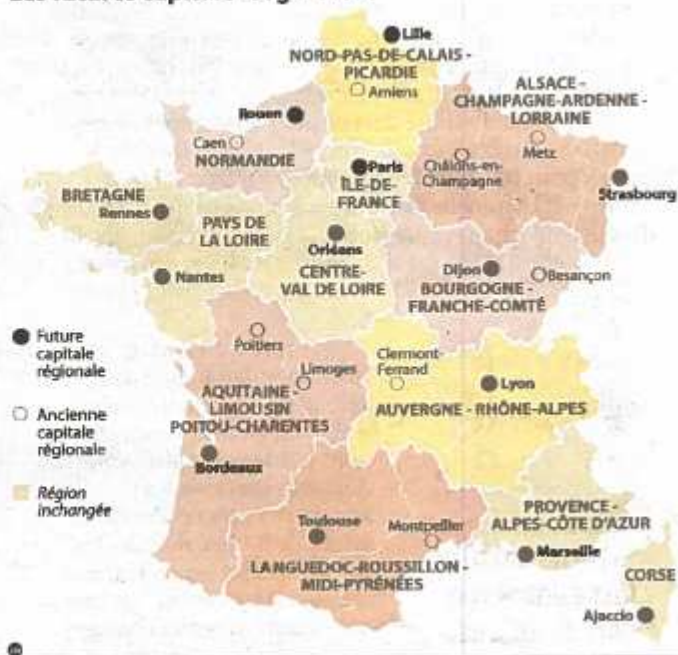 Lille
NORD-PAS-DE-CALAIS -
PICARDIE
Amiens
ALSACE -
CHAMPAGNE-ARDENNE -
LORRAINE
Rouen
Caen
NORMANDIE
Metz
Châlons-en-
Champagne
Strasbourg
Paris
ÎLE-DE-
FRANCE
BRETAGNE
Rennes
PAYS DE
LA LOIRE
Nantes
Orléans
CENTRE-
VAL DE LOIRE
Dijon
Besançon
BOURGOGNE -
FRANCHE-COMTÉ
Future
capitale
régionale
Ancienne
capitale
régionale
Région
inchangée
Poitiers
Limoges
AQUITAINE -
LIMOUSIN
POITOU-CHARENTES
Bordeaux
Clermont-
Ferrand
Lyon
AUVERGNE - RHÔNE-ALPES
Toulouse
Montpellier
LANGUEDOC-ROUSSILLON -
MIDI-PYRÉNÉES
PROVENCE -
ALPES-CÔTE D'AZUR
Marseille
CORSE
Ajaccio